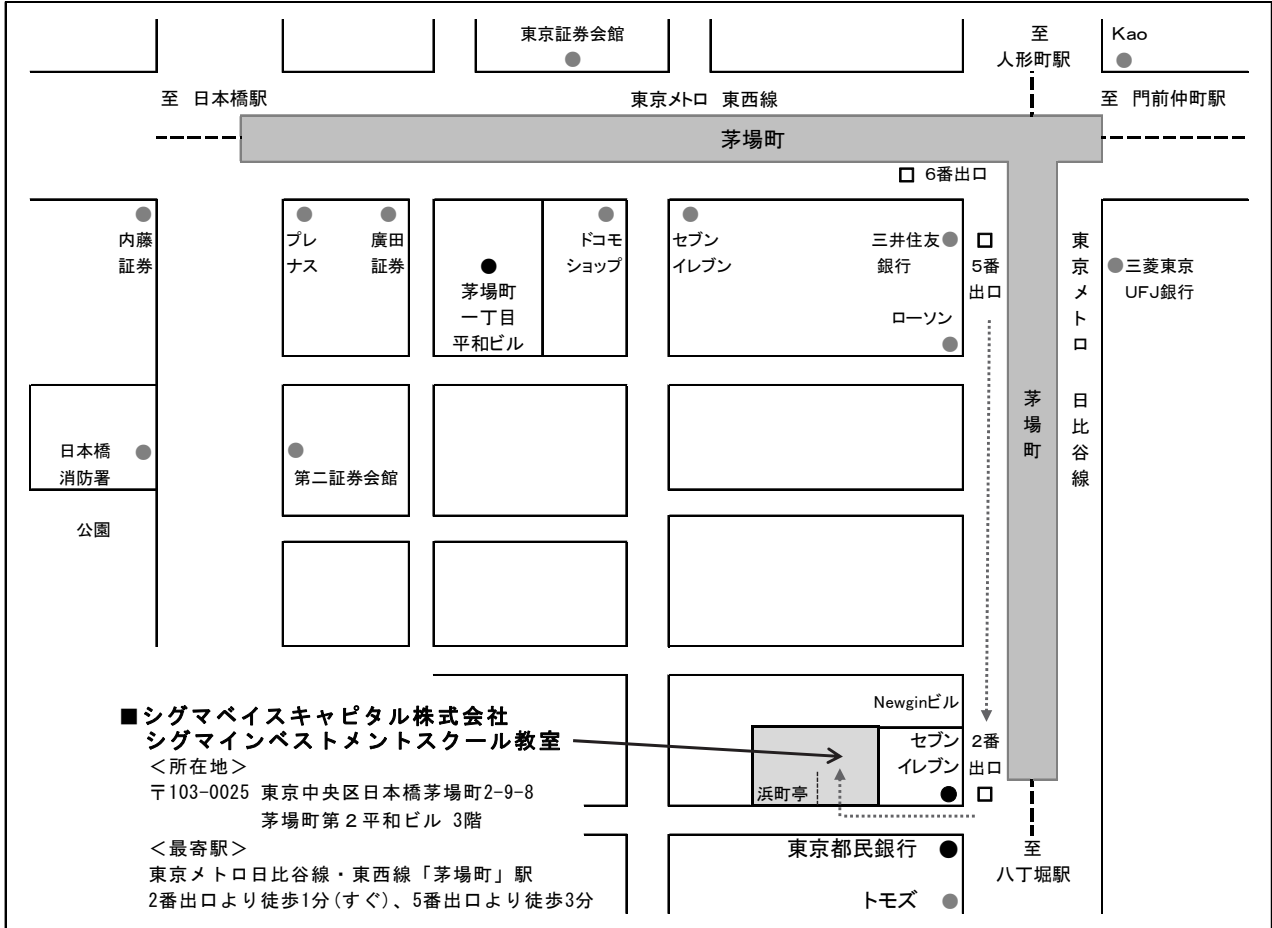 東京証券会館
至
人形町駅
Kao
至 日本橋駅
東京メトロ 東西線
至 門前仲町駅
茅場町
6番出口
内藤
証券
プレ
ナス
廣田
証券
茅場町
一丁目
平和ビル
ドコモ
ショップ
セブン
イレブン
三井住友
銀行
5番
出口
ローソン
東京メトロ 日比谷線
三菱東京
UFJ銀行
茅場町
日本橋
消防署
第二証券会館
公園
Newginビル
■シグマベイスキャピタル株式会社
シグマインベストメントスクール教室
セブン
イレブン
2番
出口
浜町亭
<所在地>
〒103-0025 東京中央区日本橋茅場町2-9-8
茅場町第２平和ビル 3階
<最寄駅>
東京メトロ日比谷線・東西線「茅場町」駅
2番出口より徒歩1分(すぐ)、5番出口より徒歩3分
東京都民銀行
トモズ
至
八丁堀駅